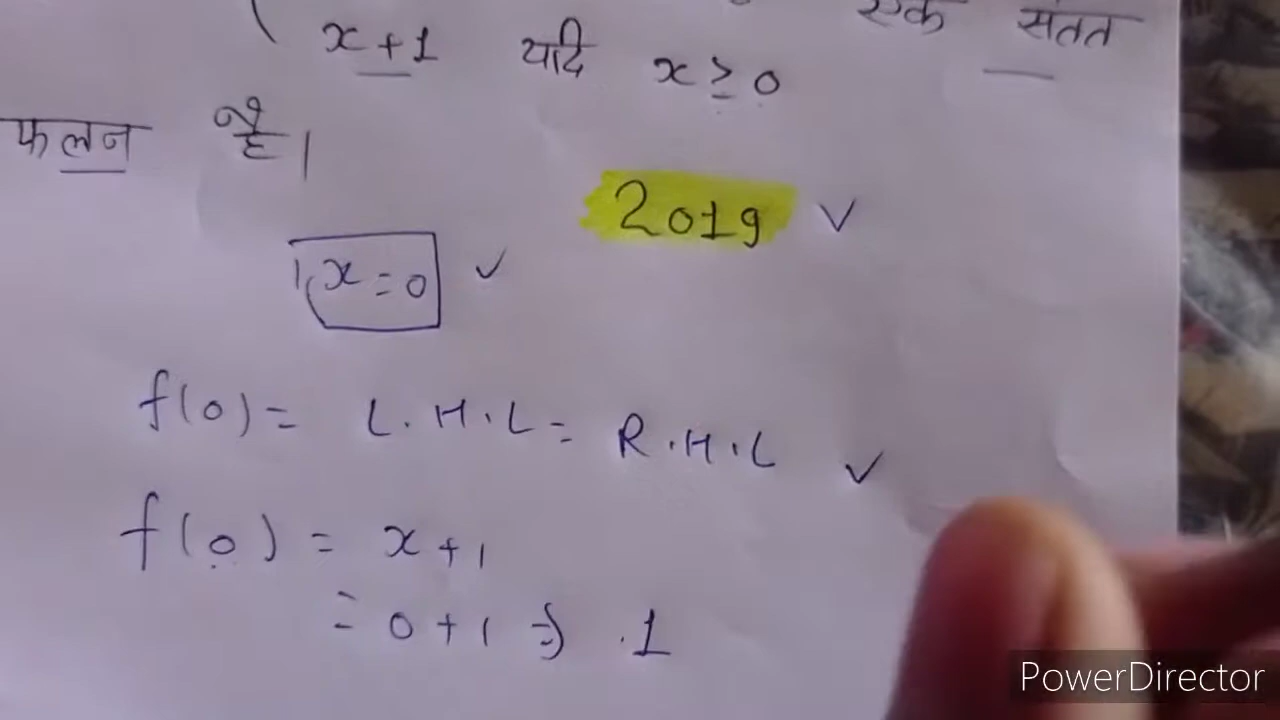 x+1 यदि x ≥ 0 एक सतत
फलन है।
2019 ✓
x = 0 ✓
f(0) = L.H.L = R.H.L ✓
f(0) = x+1
= 0+1 ⇒ .1
PowerDirector